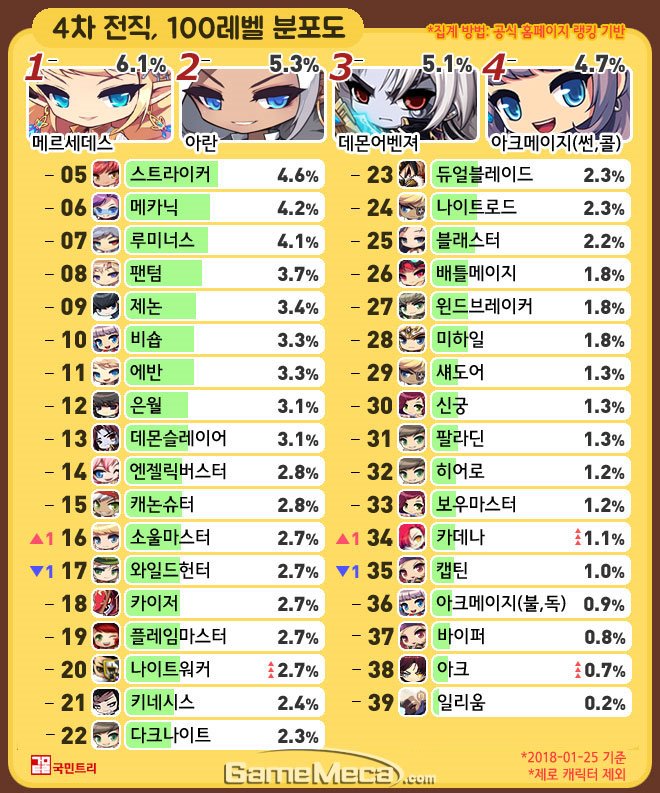 4차 전직, 100레벨 분포도
*집계 방법: 공식 홈페이지 랭킹 기반
1- 6.1%
메르세데스
2- 5.3%
아란
3- 5.1%
데몬어벤져
4- 4.7%
아크메이지(썬,콜)
- 05 스트라이커 4.6%
- 06 메카닉 4.2%
- 07 루미너스 4.1%
- 08 팬텀 3.7%
- 09 제논 3.4%
- 10 비숍 3.3%
- 11 에반 3.3%
- 12 은월 3.1%
- 13 데몬슬레이어 3.1%
- 14 엔젤릭버스터 2.8%
- 15 캐논슈터 2.8%
▲1 16 소울마스터 2.7%
▼1 17 와일드헌터 2.7%
- 18 카이저 2.7%
- 19 플레임마스터 2.7%
- 20 나이트워커 2.7%
- 21 키네시스 2.4%
- 22 다크나이트 2.3%
- 23 듀얼블레이드 2.3%
- 24 나이트로드 2.3%
- 25 블래스터 2.2%
- 26 배틀메이지 1.8%
- 27 윈드브레이커 1.8%
- 28 미하일 1.8%
- 29 섀도어 1.3%
- 30 신궁 1.3%
- 31 팔라딘 1.3%
- 32 히어로 1.2%
- 33 보우마스터 1.2%
▲1 34 카데나 1.1%
▼1 35 캡틴 1.0%
- 36 아크메이지(불,독) 0.9%
- 37 바이퍼 0.8%
- 38 아크 0.7%
- 39 일리움 0.2%
국민트리
GameMeca.com
*2018-01-25 기준
*제로 캐릭터 제외